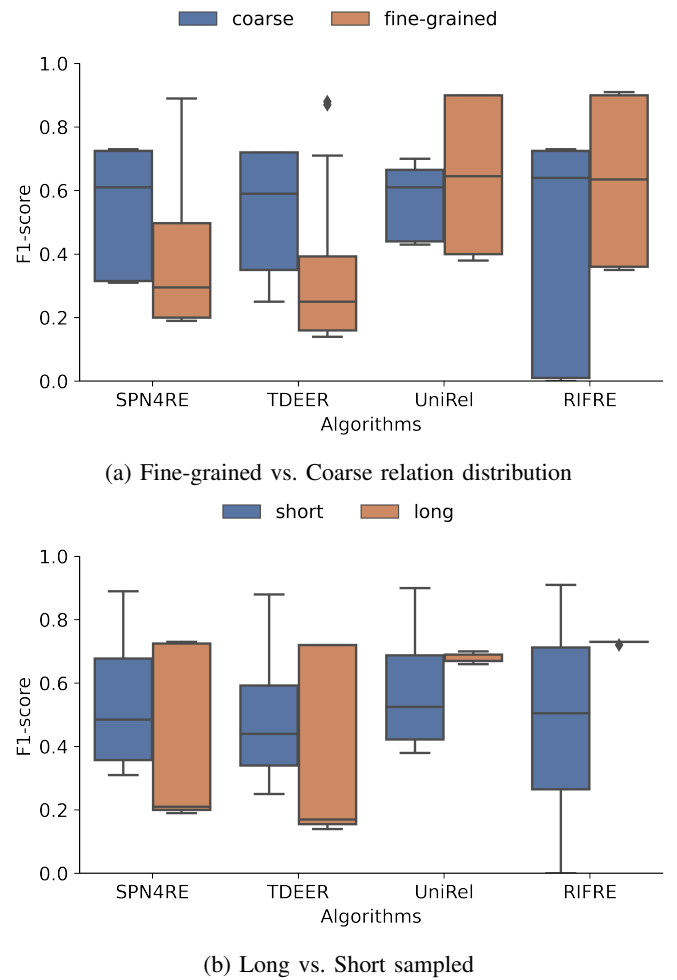 coarse fine-grained
1.0
0.8
0.6
0.4
0.2
0.0
F1-score
SPN4RE TDEER UniRel RIFRE
Algorithms
(a) Fine-grained vs. Coarse relation distribution
short long
1.0
0.8
0.6
0.4
0.2
0.0
F1-score
SPN4RE TDEER UniRel RIFRE
Algorithms
(b) Long vs. Short sampled